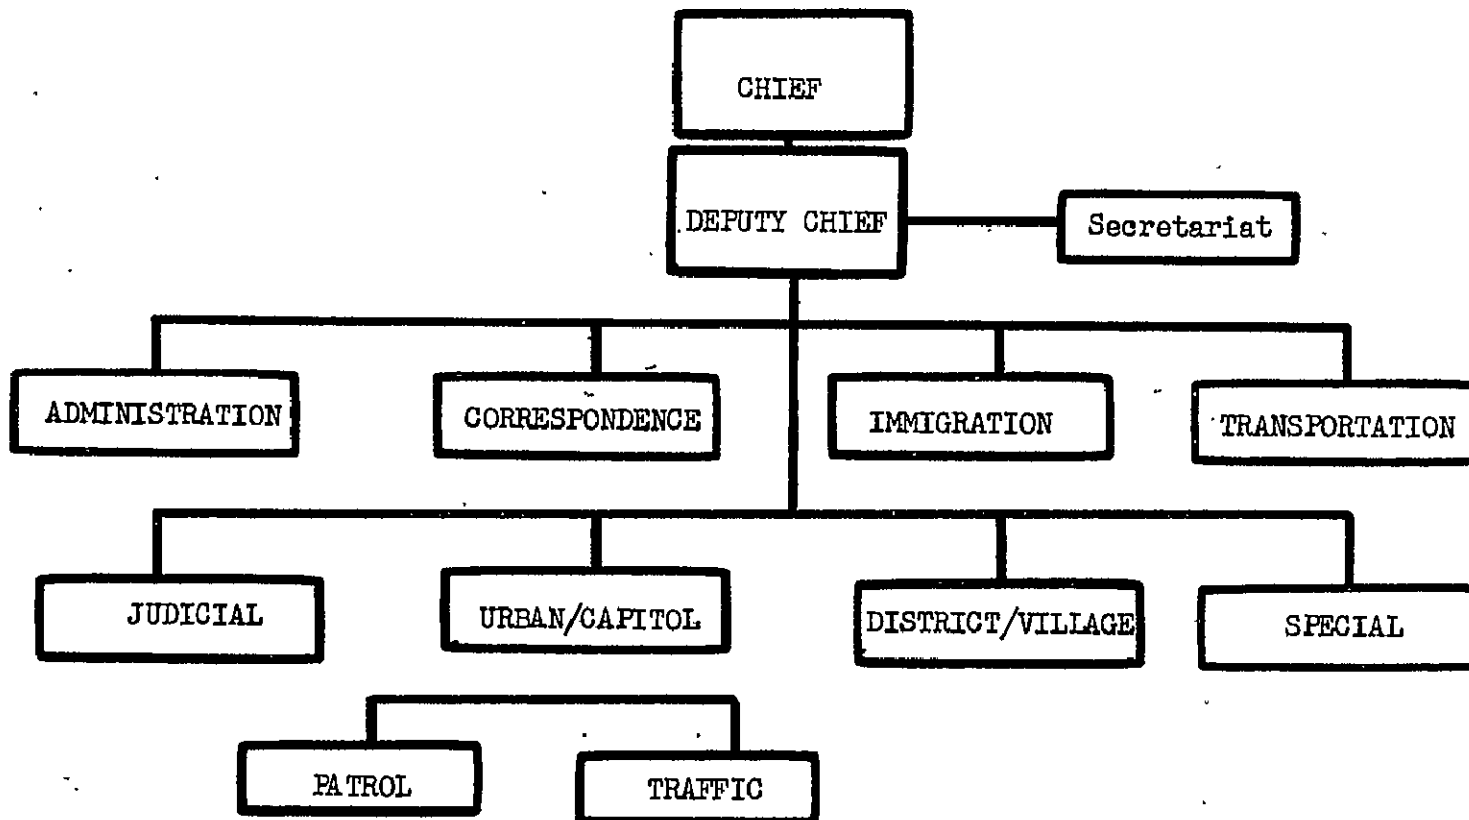 CHIEF
DEPUTY CHIEF
Secretariat
ADMINISTRATION
CORRESPONDENCE
IMMIGRATION
TRANSPORTATION
JUDICIAL
URBAN/CAPITOL
DISTRICT/VILLAGE
SPECIAL
PATROL
TRAFFIC